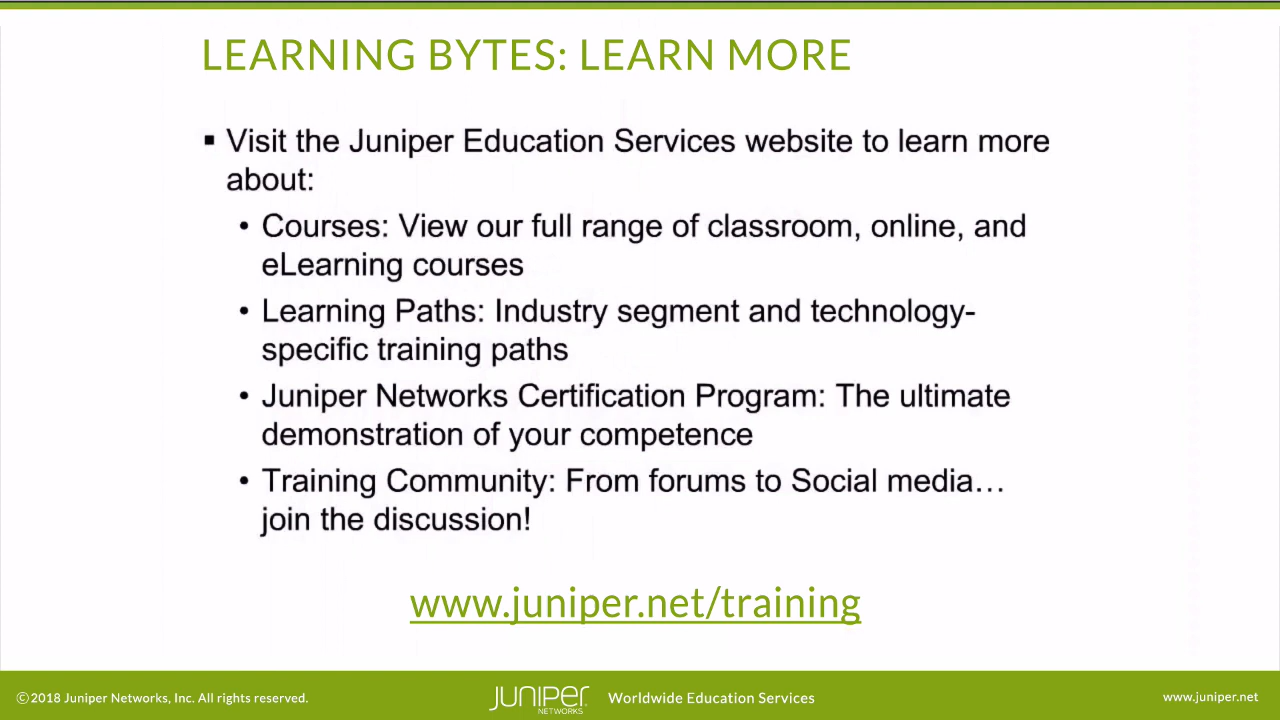 LEARNING BYTES: LEARN MORE
▪ Visit the Juniper Education Services website to learn more
about:
• Courses: View our full range of classroom, online, and
eLearning courses
• Learning Paths: Industry segment and technology-
specific training paths
• Juniper Networks Certification Program: The ultimate
demonstration of your competence
• Training Community: From forums to Social media…
join the discussion!
www.juniper.net/training
©2018 Juniper Networks, Inc. All rights reserved.
JUNIPER
NETWORKS
Worldwide Education Services
www.juniper.net